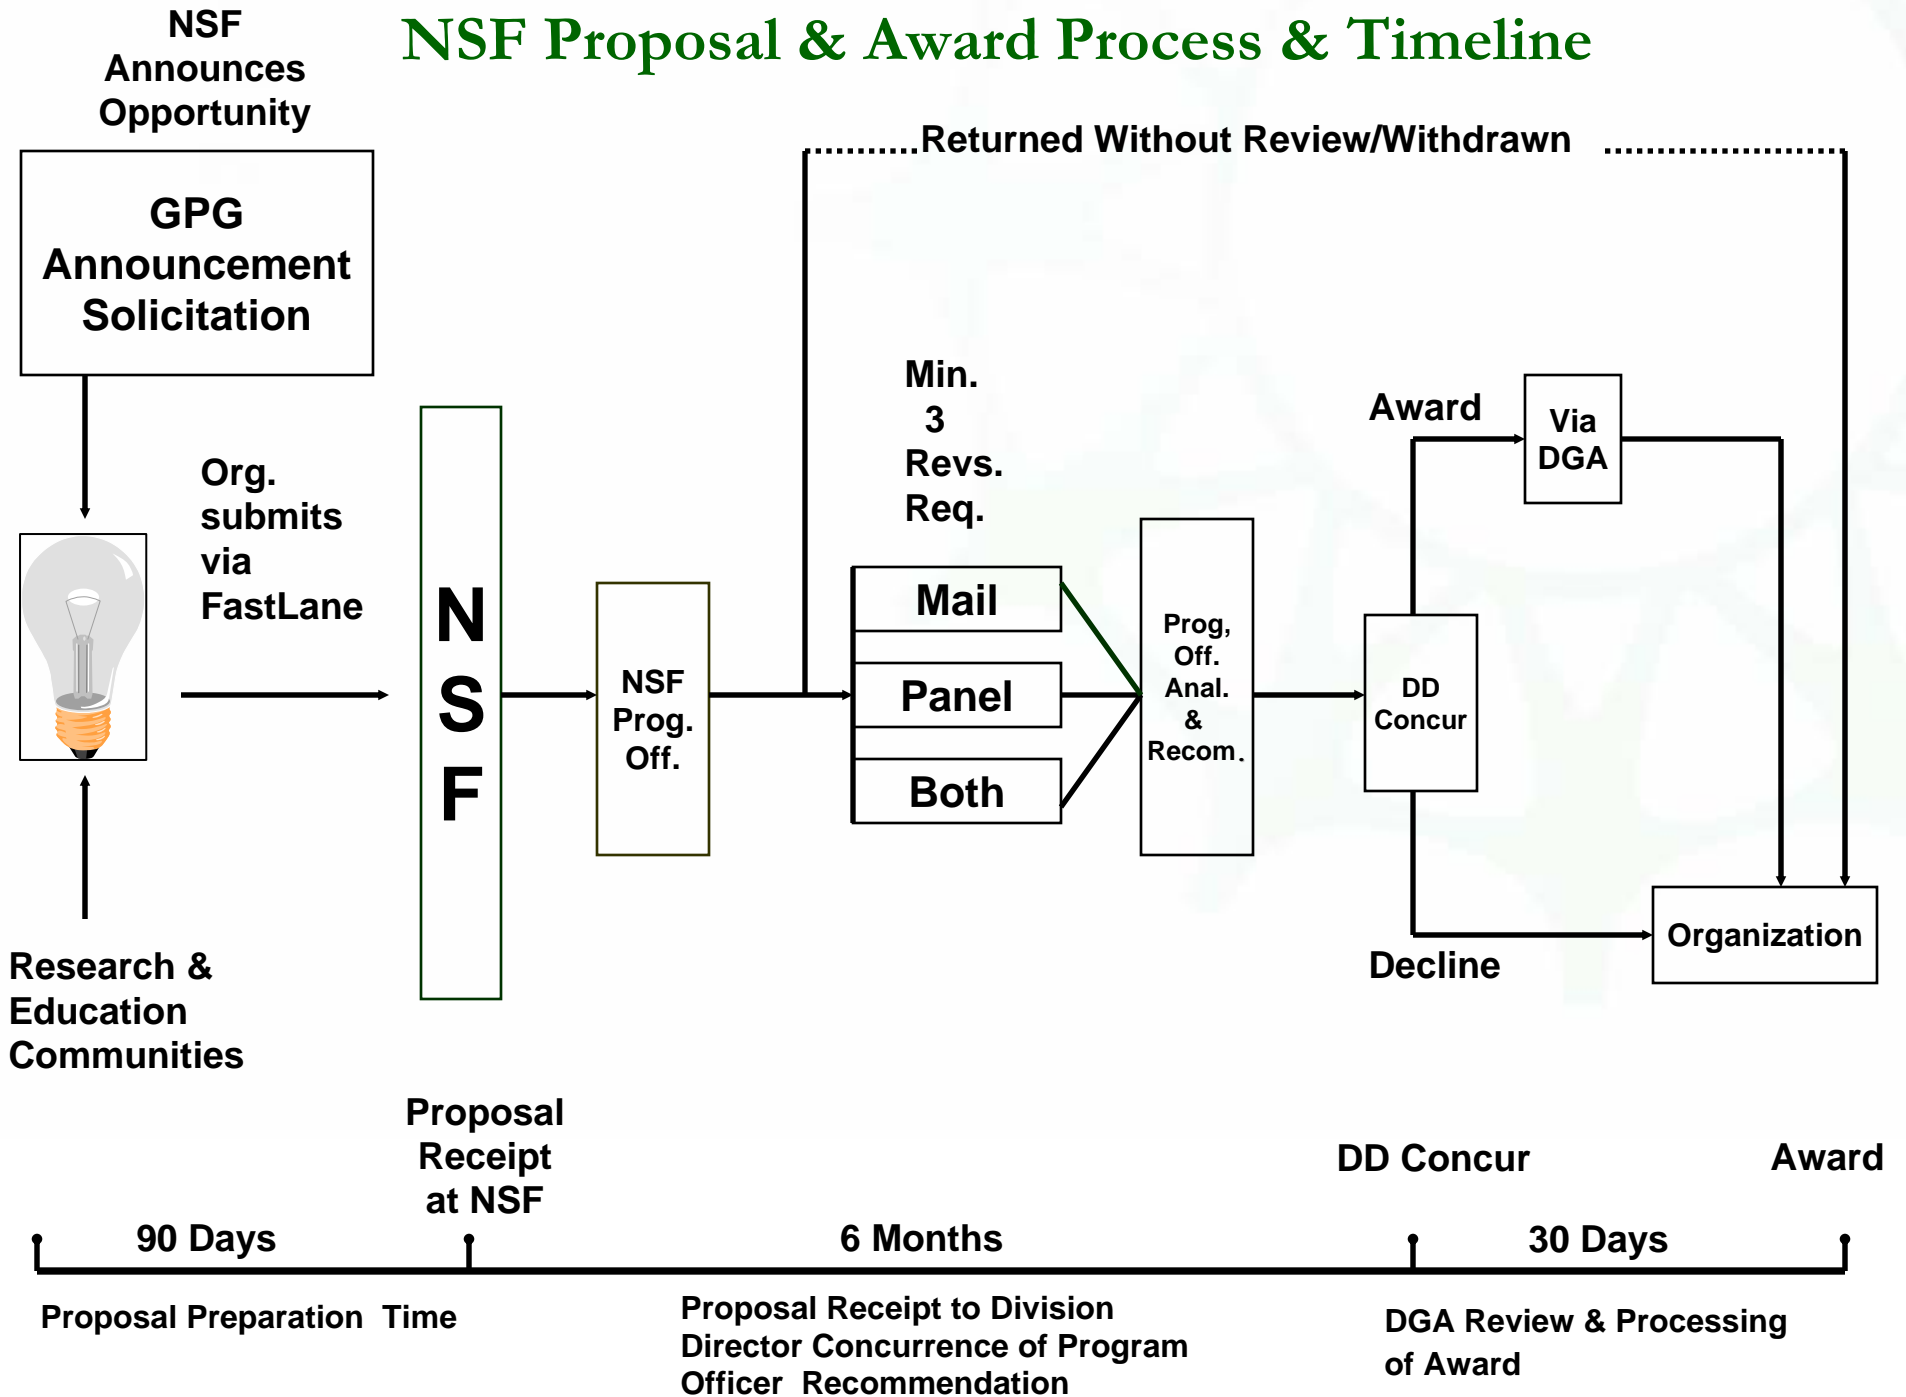 NSF Proposal & Award Process & Timeline
NSF
Announces
Opportunity
GPG
Announcement
Solicitation
Returned Without Review/Withdrawn
Org.
submits
via
FastLane
Research &
Education
Communities
N
S
F
NSF
Prog.
Off.
Min.
3
Revs.
Req.
Mail
Panel
Both
Prog,
Off.
Anal.
&
Recom.
DD
Concur
Award
Via
DGA
Decline
Organization
Proposal
Receipt
at NSF
DD Concur
Award
90 Days
6 Months
30 Days
Proposal Preparation Time
Proposal Receipt to Division
Director Concurrence of Program
Officer Recommendation
DGA Review & Processing
of Award